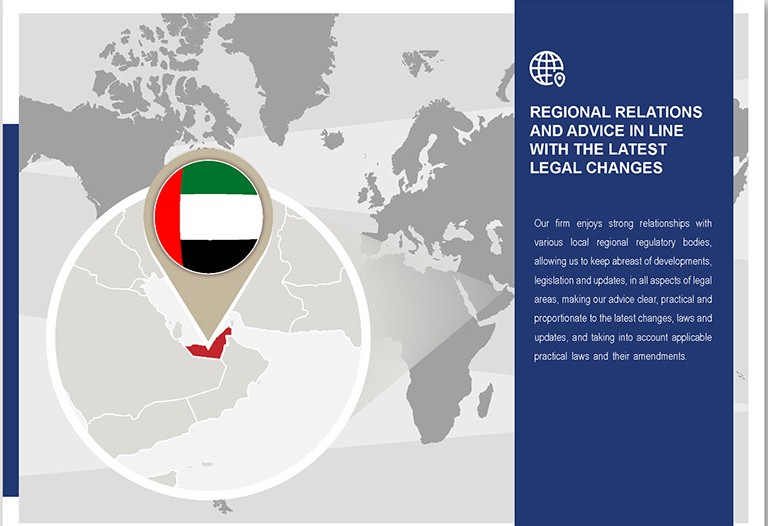 REGIONAL RELATIONS
AND ADVICE IN LINE
WITH THE LATEST
LEGAL CHANGES
Our firm enjoys strong relationships with
various local regional regulatory bodies,
allowing us to keep abreast of developments,
legislation and updates, in all aspects of legal
areas, making our advice clear, practical and
proportionate to the latest changes, laws and
updates, and taking into account applicable
practical laws and their amendments.